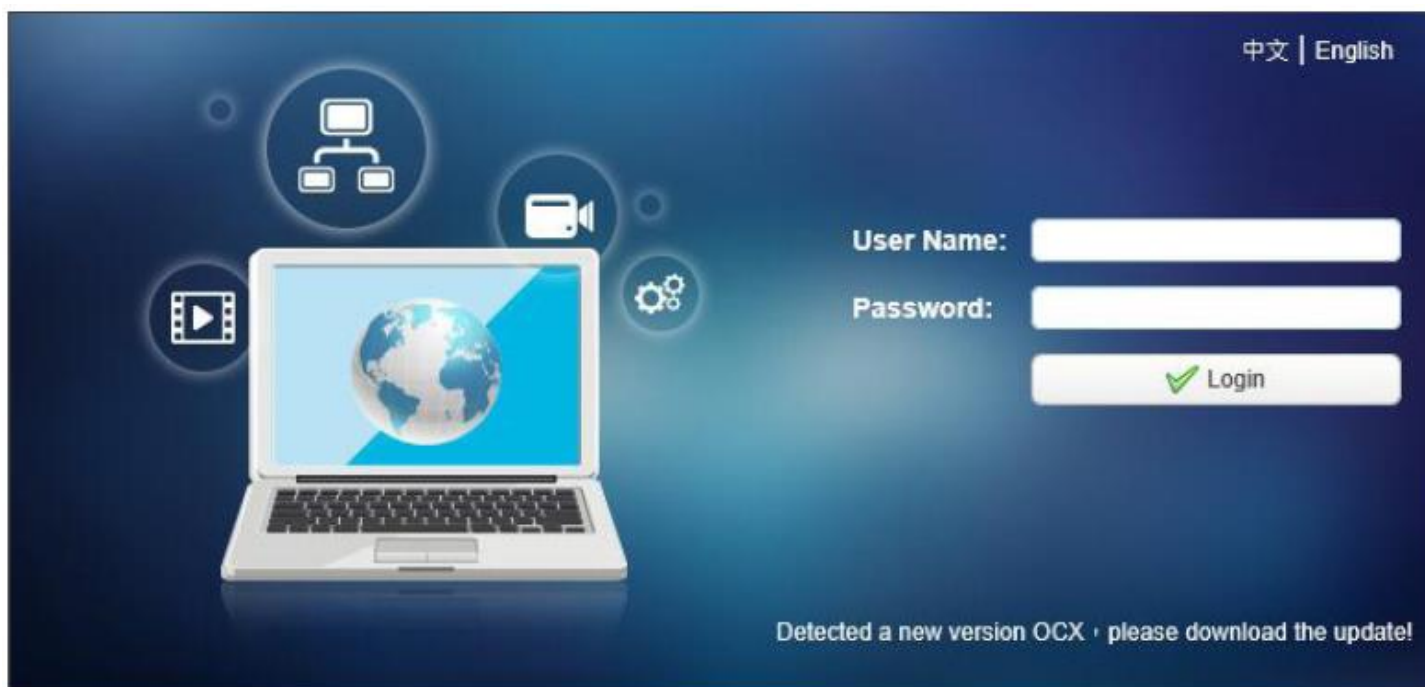 中文 | English
User Name:
Password:
Login
Detected a new version OCX，please download the update!